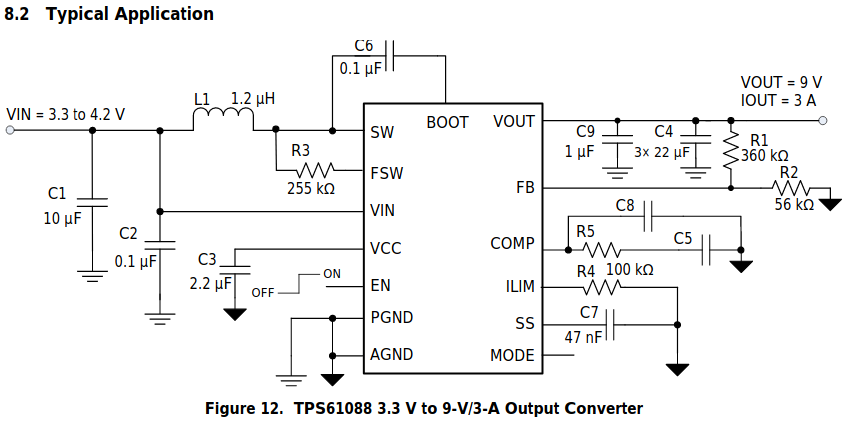 8.2 Typical Application
C6
0.1 µF
VIN = 3.3 to 4.2 V
L1 1.2 µH
VOUT = 9 V
IOUT = 3 A
BOOT
VOUT
SW
C9
1 µF
C4
3x 22 µF
R1
360 kΩ
R3
255 kΩ
FSW
FB
R2
56 kΩ
C1
10 µF
VIN
C8
C2
0.1 µF
VCC
COMP
R5
C5
C3
2.2 µF
OFF
ON
EN
ILIM
R4 100 kΩ
PGND
SS
C7
47 nF
AGND
MODE
Figure 12. TPS61088 3.3 V to 9-V/3-A Output Converter